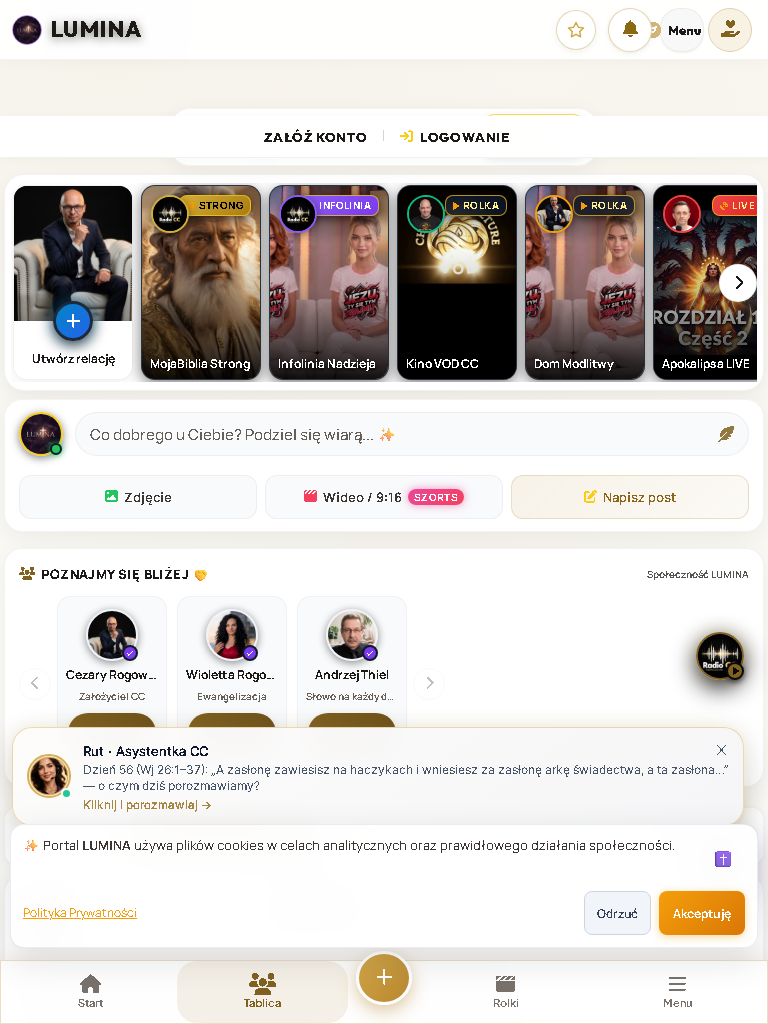 LUMINA
Menu
ZAŁÓŻ KONTO
LOGOWANIE
STRONG
INFOLINIA
ROLKA
ROLKA
LIVE
ROZDZIAŁ 1
Część 2
Utwórz relację
MojaBiblia Strong
Infolinia Nadzieja
Kino VOD CC
Dom Modlitwy
Apokalipsa LIVE
Co dobrego u Ciebie? Podziel się wiarą... ✨
Zdjęcie
Wideo / 9:16 SZORTS
Napisz post
POZNAJMY SIĘ BLIŻEJ 🤝
Społeczność LUMINA
Cezary Rogow...
Wioletta Rogo...
Andrzej Thiel
Założyciel CC
Ewangelizacja
Słowo na każdy d...
Rut · Asystentka CC
Dzień 56 (Wj 26:1–37): „A zasłonę zawiesisz na haczykach i wniesiesz za zasłonę arkę świadectwa, a ta zasłona…”
— o czym dziś porozmawiamy?
Kliknij i porozmawiaj →
✨ Portal LUMINA używa plików cookies w celach analitycznych oraz prawidłowego działania społeczności.
Polityka Prywatności
Odrzuć
Akceptuję
Start
Tablica
Rolki
Menu